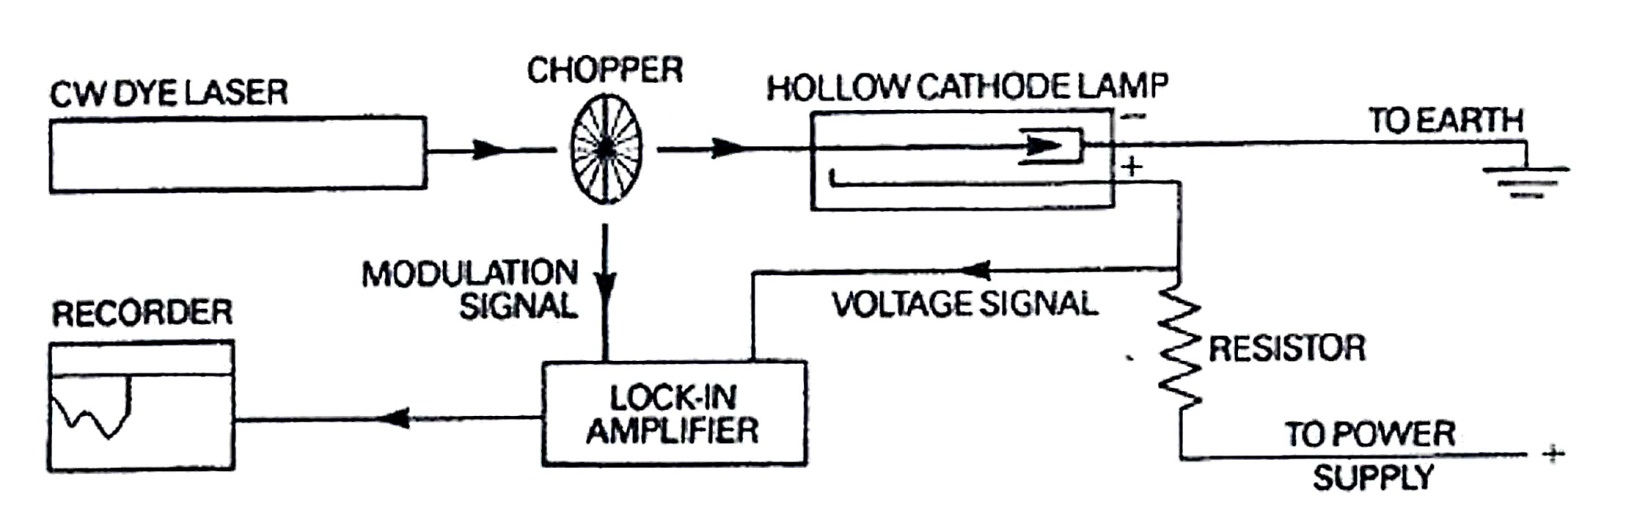 CW DYE LASER
CHOPPER
HOLLOW CATHODE LAMP
−
+
TO EARTH
MODULATION
SIGNAL
VOLTAGE SIGNAL
RECORDER
RESISTOR
LOCK-IN
AMPLIFIER
TO POWER
SUPPLY
+